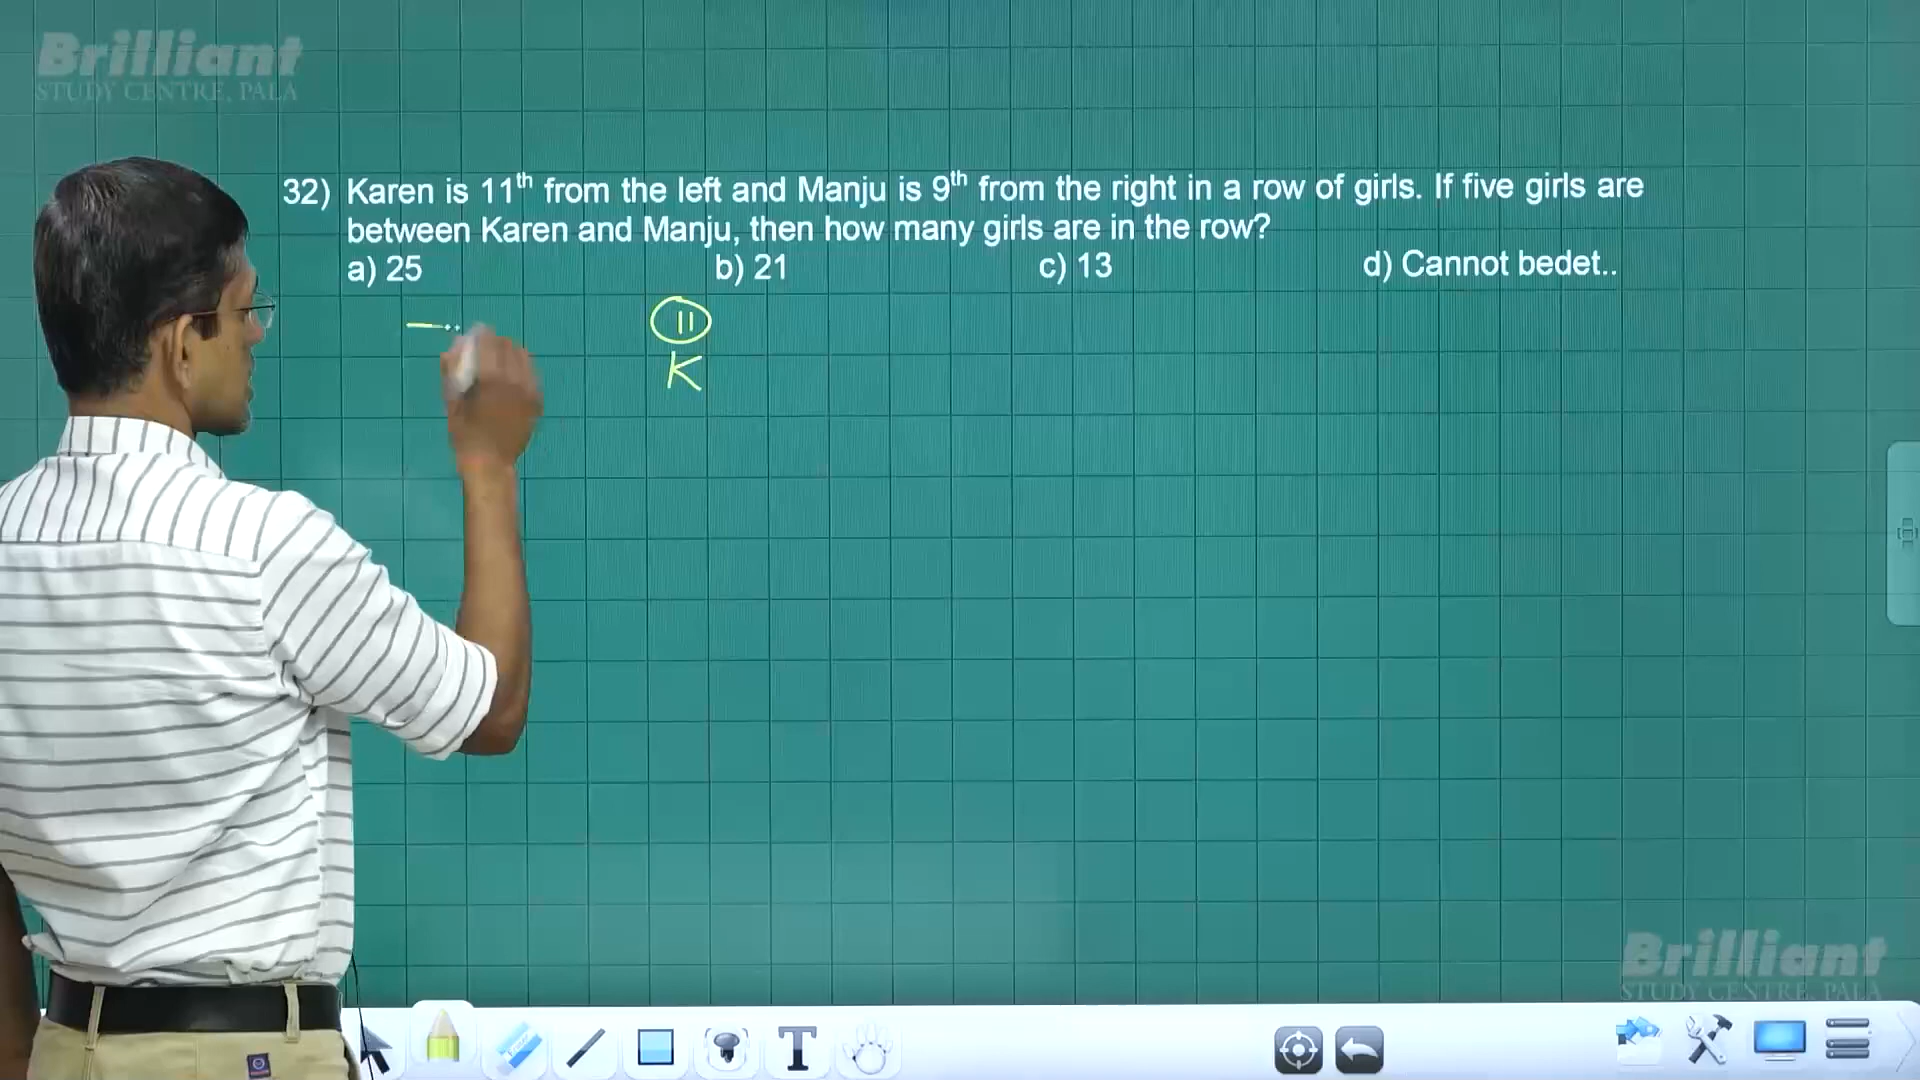 Brilliant
STUDY CENTRE, PALA
32) Karen is 11th from the left and Manju is 9th from the right in a row of girls. If five girls are
between Karen and Manju, then how many girls are in the row?
a) 25 b) 21 c) 13 d) Cannot bedet..
11
K
Brilliant
STUDY CENTRE, PALA
Eraser
T